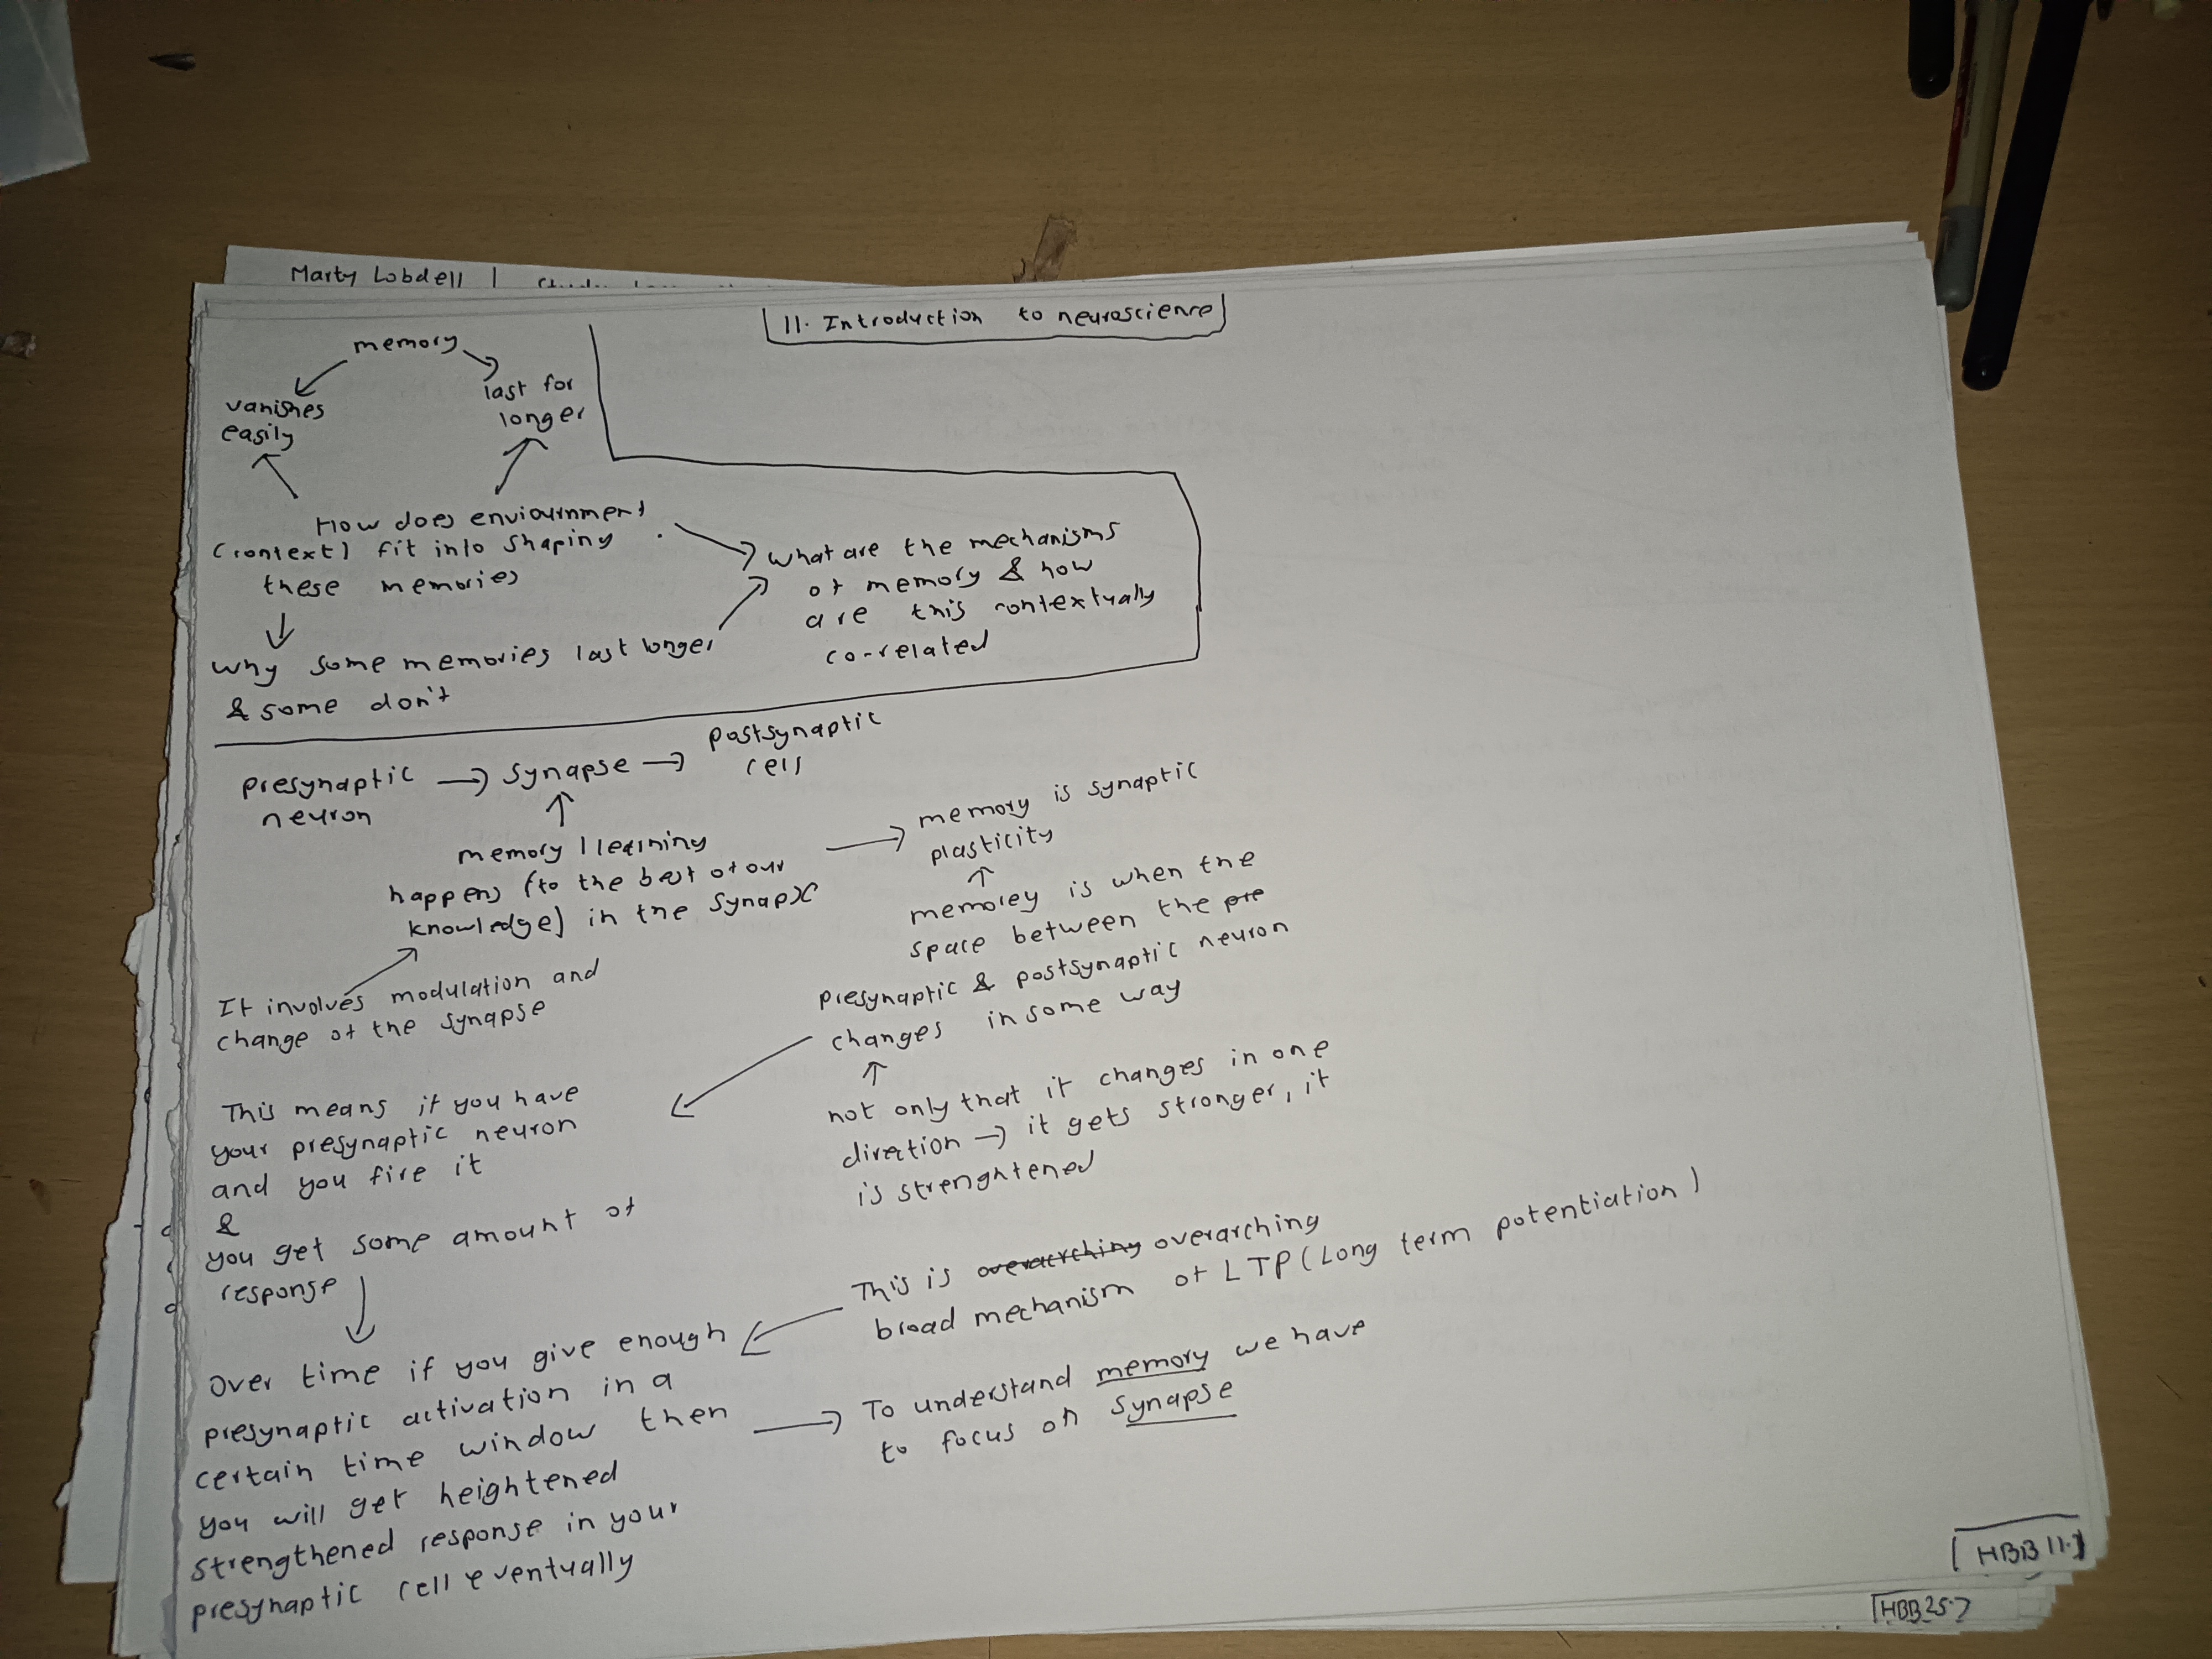 Marty Lobdell |
11. Introduction to neuroscience
memory
vanishes
easily
last for
longer
How does enviournment
(context) fit into shaping
these memories
why some memories last longer
& some don't
what are the mechanisms
of memory & how
are this contextually
co-related
presynaptic
neuron
→ synapse →
postsynaptic
cell
memory | learning
happens (to the best of our
knowledge) in the synapse
It involves modulation and
change of the synapse
→ memory is synaptic
plasticity
memorey is when the
space between the pre
presynaptic & postsynaptic neuron
changes in some way
not only that it changes in one
direction → it gets stronger, it
is strenghtened
This means if you have
your presynaptic neuron
and you fire it
&
you get some amount of
response
Over time if you give enough
presynaptic activation in a
certain time window then
you will get heightened
strengthened response in your
presynaptic cell eventually
This is overarching overarching
broad mechanism of LTP (Long term potentiation)
→ To understand memory we have
to focus on synapse
HBB 11.1
HBB 25.7